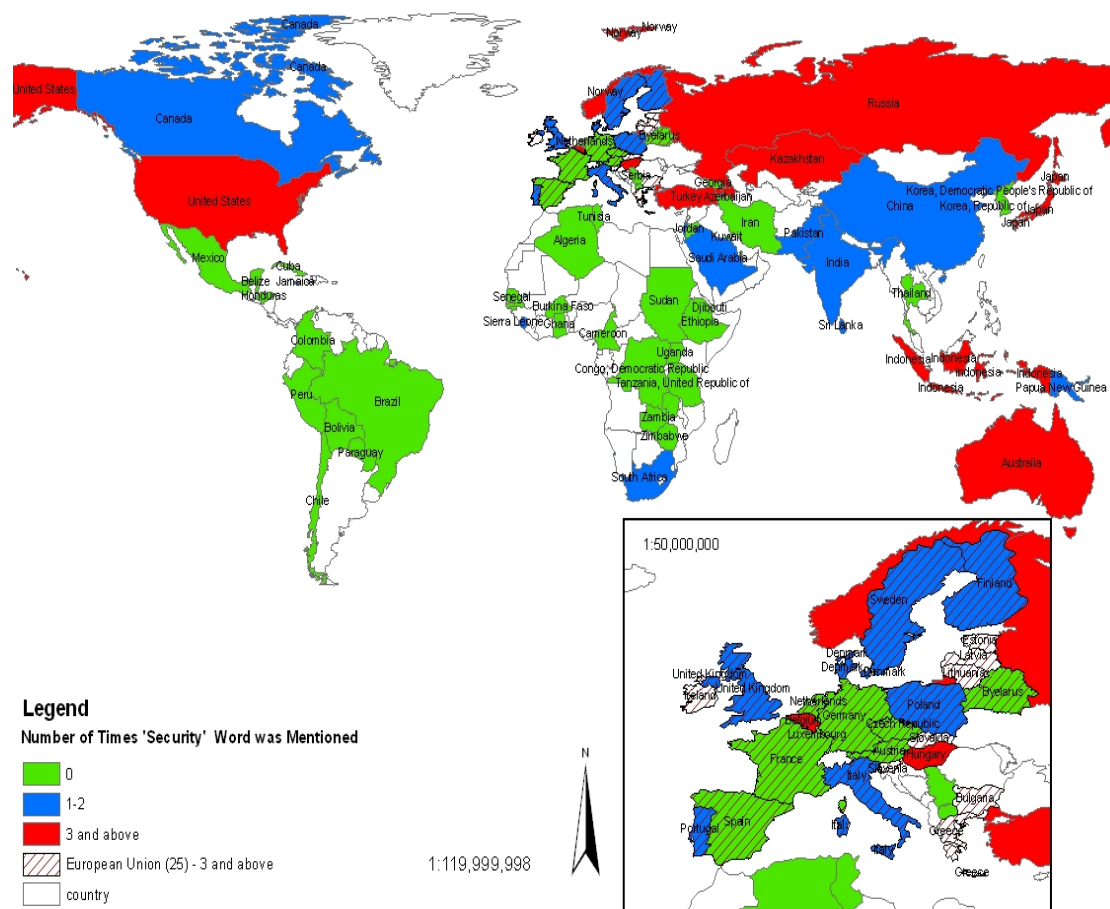 Canada
Canada
Canada
United States
United States
Mexico
Cuba
Belize
Jamaica
Honduras
Colombia
Peru
Brazil
Bolivia
Paraguay
Chile
Norway
Norway
Norway
Russia
Netherlands
Byelarus
Serbia
Kazakhstan
Georgia
Turkey
Azerbaijan
Japan
Korea, Democratic People's Republic of
China
Korea, Republic of
Japan
Japan
Tunisia
Algeria
Jordan
Iran
Kuwait
Pakistan
Saudi Arabia
India
Senegal
Burkina Faso
Sudan
Djibouti
Thailand
Sierra Leone
Ghana
Ethiopia
Sri Lanka
Cameroon
Uganda
Congo, Democratic Republic
Tanzania, United Republic of
Zambia
Zimbabwe
South Africa
Indonesia
Indonesia
Indonesia
Indonesia
Indonesia
Papua New Guinea
Australia
1:50,000,000
Finland
Sweden
Estonia
Latvia
Lithuania
Denmark
Denmark
Denmark
United Kingdom
United Kingdom
Ireland
Byelarus
Netherlands
Poland
Belgium
Germany
Czech Republic
Luxembourg
Slovakia
France
Austria
Hungary
Slovenia
Italy
Bulgaria
Portugal
Spain
Italy
Greece
Italy
Greece
Legend
Number of Times 'Security' Word was Mentioned
0
1-2
3 and above
European Union (25) - 3 and above
country
1:119,999,998
N